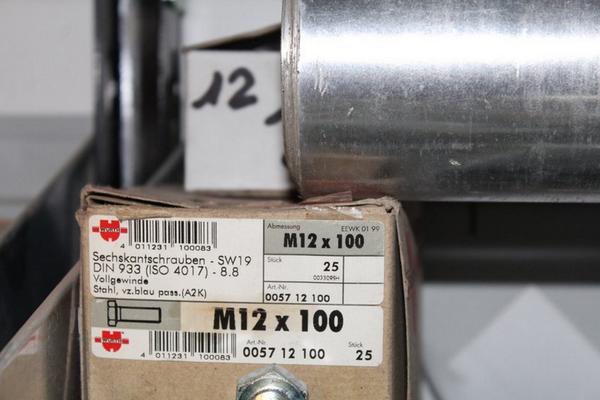 12
WÜRTH
4 011231 100083
Abmessung
EEWK 01 99
M12 x 100
Sechskantschrauben - SW19
DIN 933 (ISO 4017) - 8.8
Vollgewinde
Stahl, vz.blau pass.(A2K)
Stück
25
0033099H
Art.-Nr.
0057 12 100
M12 x 100
WÜRTH
4 011231 100083
Art.-Nr.
0057 12 100
Stück
25